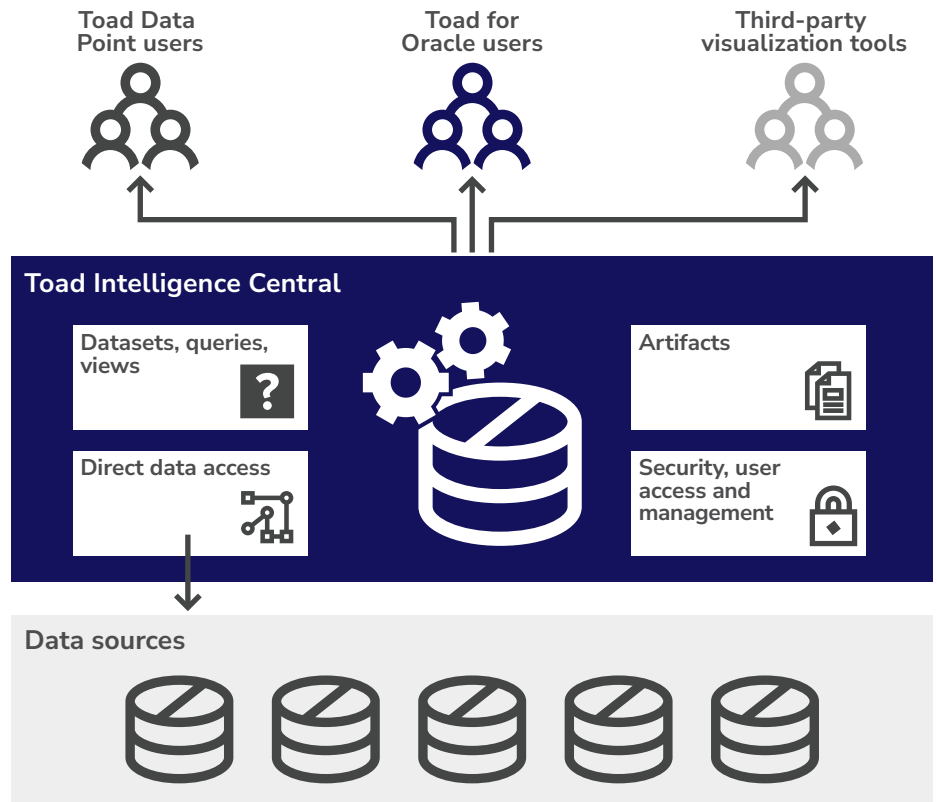 Toad Data
Point users
Toad for
Oracle users
Third-party
visualization tools
Toad Intelligence Central
Datasets, queries,
views
?
Artifacts
Direct data access
Security, user
access and
management
Data sources